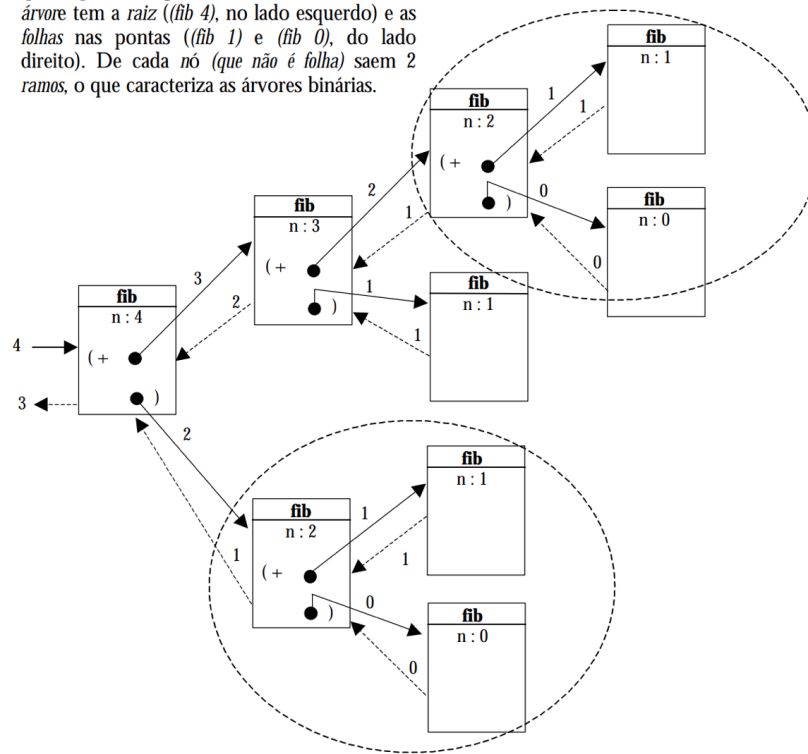 árvore tem a raiz ((fib 4), no lado esquerdo) e as
folhas nas pontas ((fib 1) e (fib 0), do lado
direito). De cada nó (que não é folha) saem 2
ramos, o que caracteriza as árvores binárias.
fib
n : 1
1
1
fib
n : 2
( +
)
0
fib
n : 0
0
2
1
fib
n : 3
( +
)
1
fib
n : 1
1
3
2
fib
n : 4
4
( +
)
3
2
1
fib
n : 2
( +
)
1
1
fib
n : 1
0
fib
n : 0
0